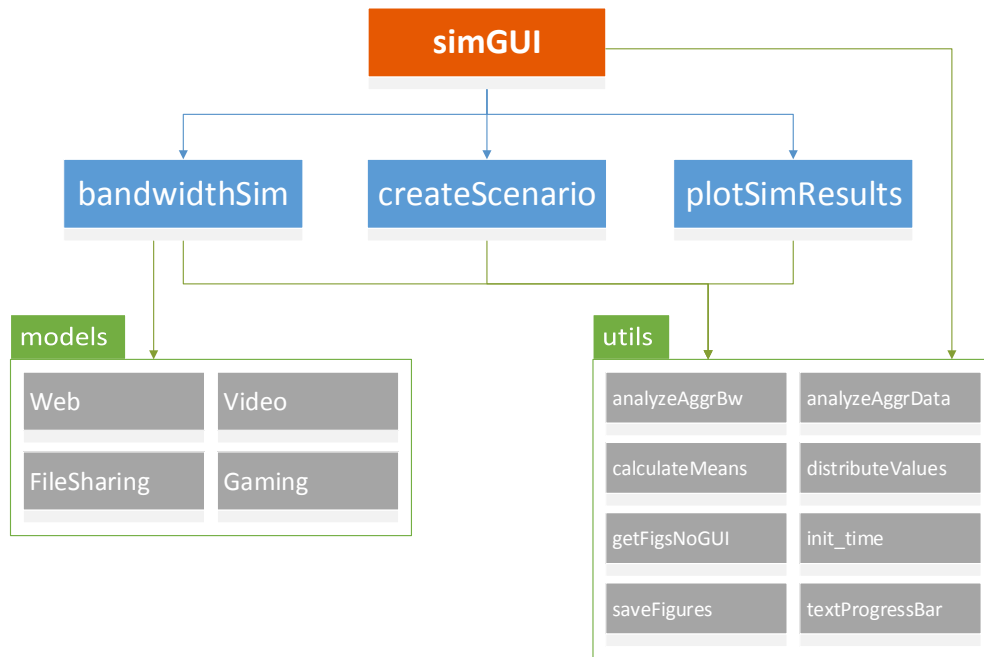 simGUI
bandwidthSim
createScenario
plotSimResults
models
Web
Video
FileSharing
Gaming
utils
analyzeAggrBw
analyzeAggrData
calculateMeans
distributeValues
getFigsNoGUI
init_time
saveFigures
textProgressBar